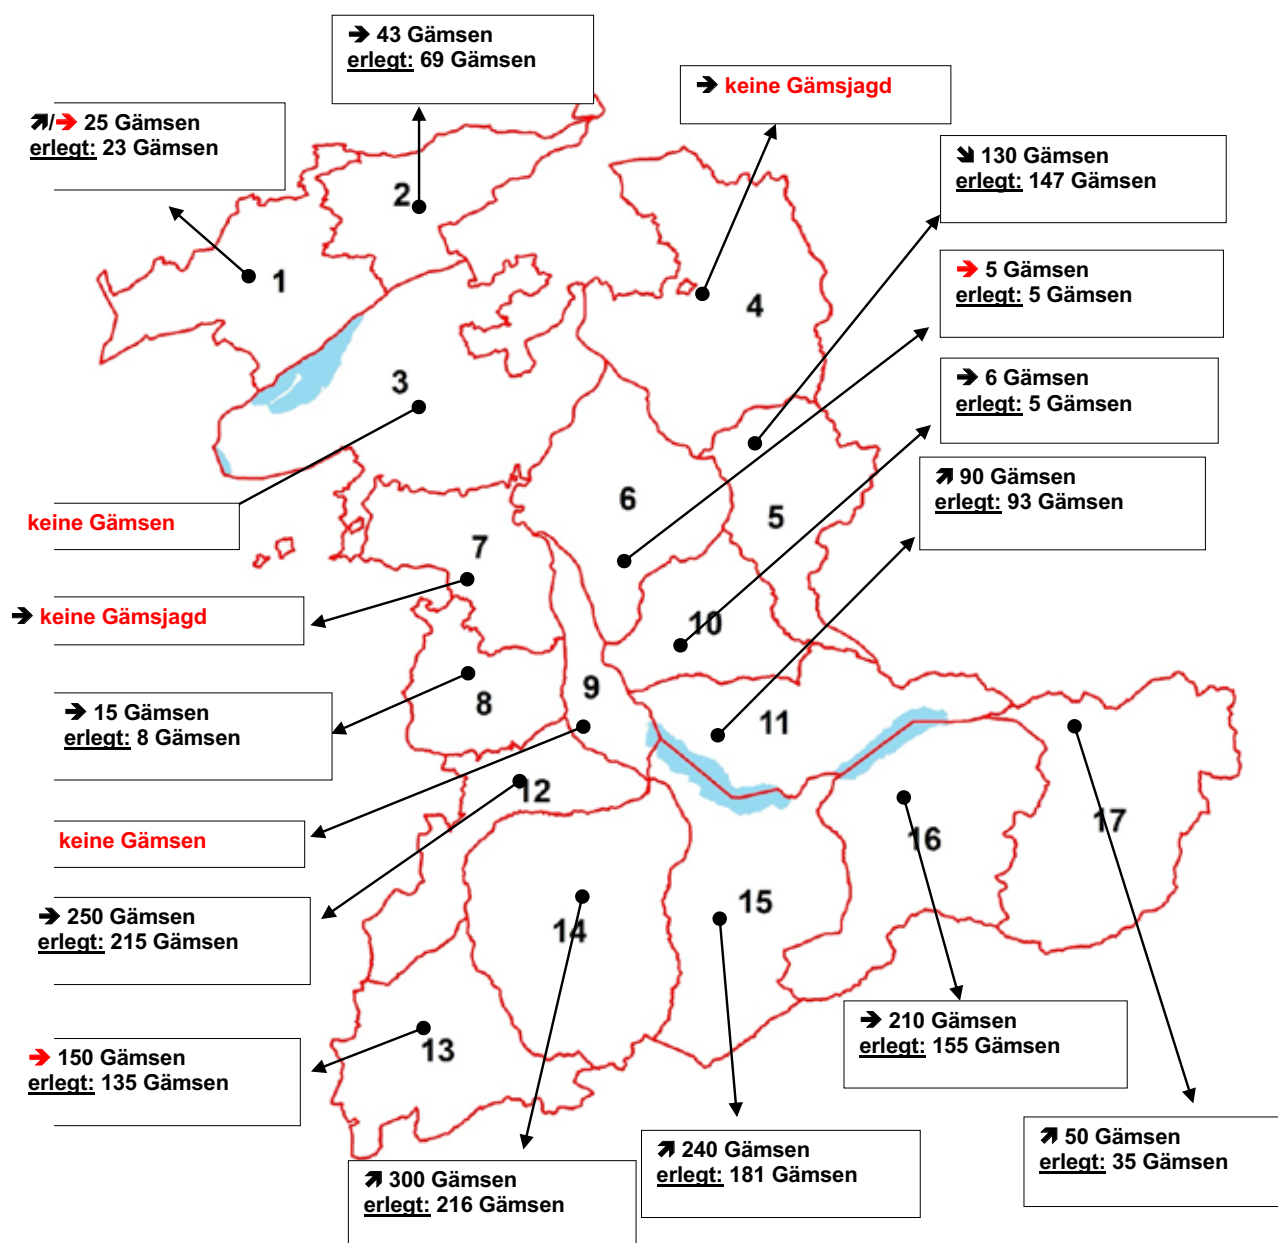 ➔ 43 Gämsen
erlegt: 69 Gämsen
➔ keine Gämsjagd
➔/➔ 25 Gämsen
erlegt: 23 Gämsen
➔ 130 Gämsen
erlegt: 147 Gämsen
2
1
➔ 5 Gämsen
erlegt: 5 Gämsen
4
➔ 6 Gämsen
erlegt: 5 Gämsen
3
➔ 90 Gämsen
erlegt: 93 Gämsen
6
5
keine Gämsen
7
➔ keine Gämsjagd
10
9
8
➔ 15 Gämsen
erlegt: 8 Gämsen
11
12
17
16
keine Gämsen
➔ 250 Gämsen
erlegt: 215 Gämsen
15
14
➔ 210 Gämsen
erlegt: 155 Gämsen
13
➔ 150 Gämsen
erlegt: 135 Gämsen
➔ 50 Gämsen
erlegt: 35 Gämsen
➔ 240 Gämsen
erlegt: 181 Gämsen
➔ 300 Gämsen
erlegt: 216 Gämsen